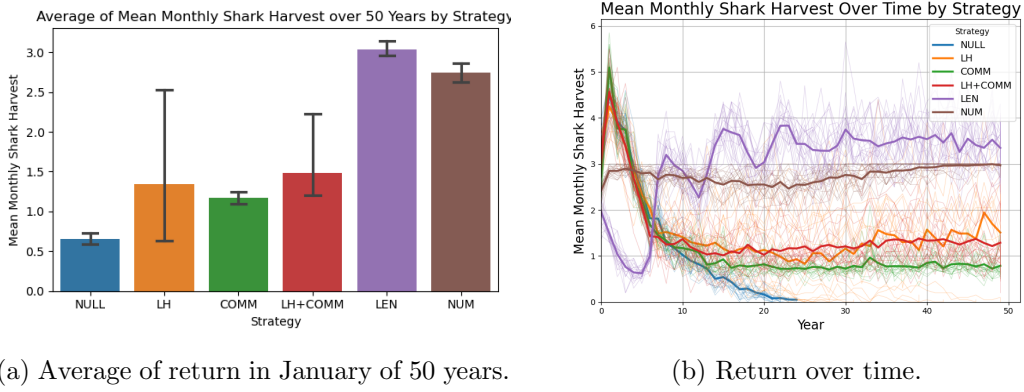 Average of Mean Monthly Shark Harvest over 50 Years by Strategy
Mean Monthly Shark Harvest
3.0
2.5
2.0
1.5
1.0
0.5
0.0
NULL LH COMM LH+COMM LEN NUM
Strategy
(a) Average of return in January of 50 years.
Mean Monthly Shark Harvest Over Time by Strategy
Mean Monthly Shark Harvest
6
5
4
3
2
1
0
Strategy
NULL
LH
COMM
LH+COMM
LEN
NUM
0 10 20 30 40 50
Year
(b) Return over time.